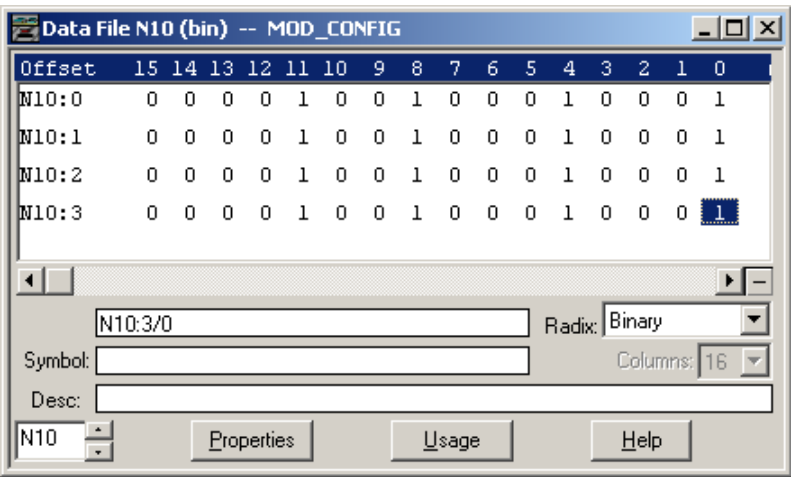 Data File N10 (bin) -- MOD_CONFIG
Offset 15 14 13 12 11 10 9 8 7 6 5 4 3 2 1 0
N10:0 0 0 0 0 1 0 0 1 0 0 0 1 0 0 0 1
N10:1 0 0 0 0 1 0 0 1 0 0 0 1 0 0 0 1
N10:2 0 0 0 0 1 0 0 1 0 0 0 1 0 0 0 1
N10:3 0 0 0 0 1 0 0 1 0 0 0 1 0 0 0 1
N10:3/0 Radix: Binary
Symbol: Columns: 16
Desc:
N10 Properties Usage Help